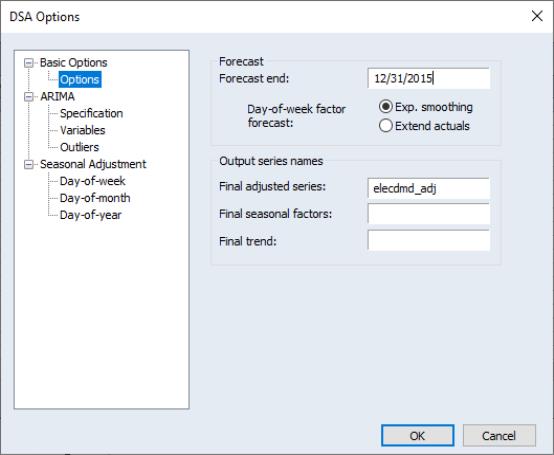 DSA Options
Basic Options
Options
ARIMA
Specification
Variables
Outliers
Seasonal Adjustment
Day-of-week
Day-of-month
Day-of-year
Forecast
Forecast end:
12/31/2015
Day-of-week factor
forecast:
Exp. smoothing
Extend actuals
Output series names
Final adjusted series:
elecdmd_adj
Final seasonal factors:
Final trend:
OK
Cancel